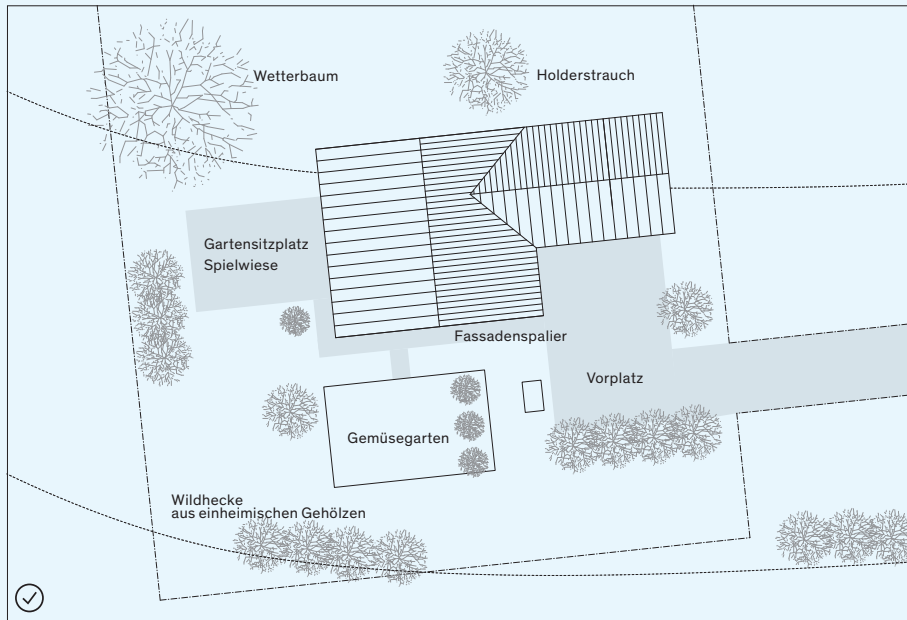 Wetterbaum
Holderstrauch
Gartensitzplatz
Spielwiese
Fassadenspalier
Vorplatz
Gemüsegarten
Wildhecke
aus einheimischen Gehölzen